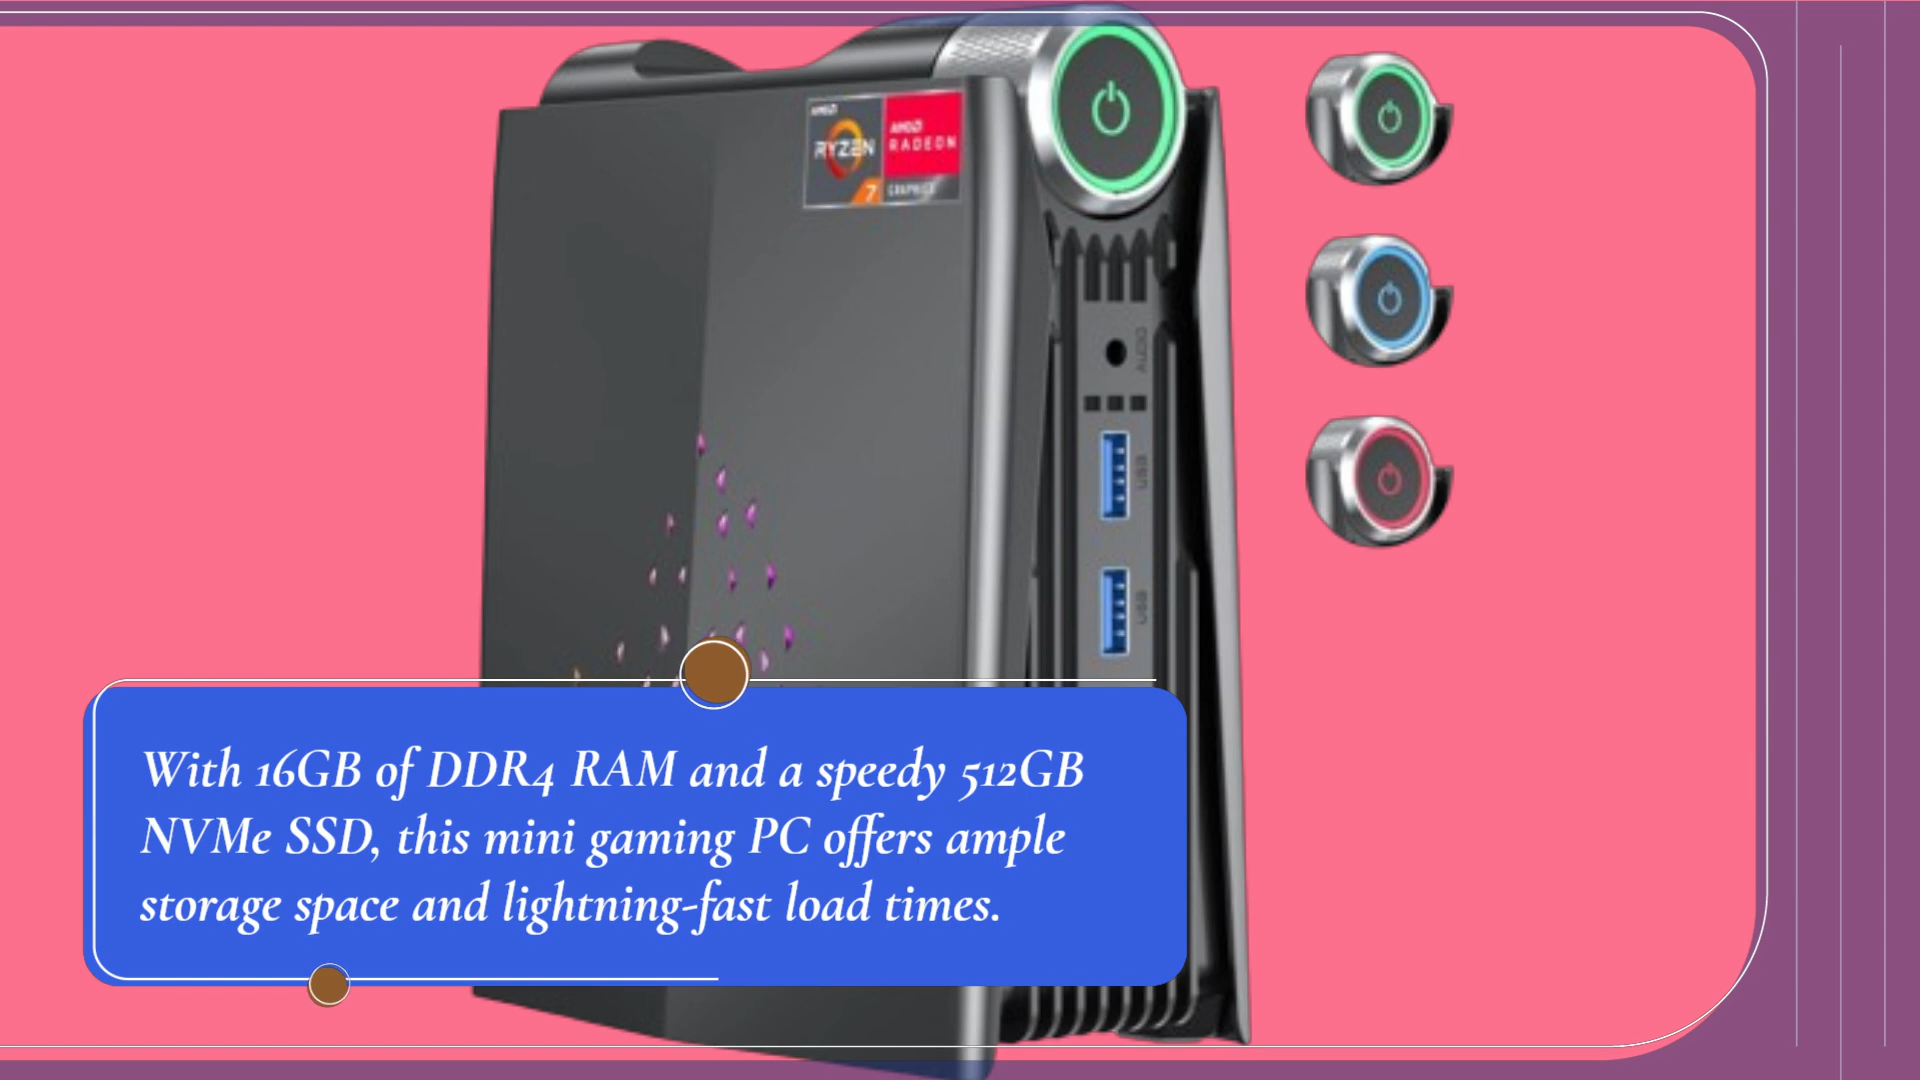 AMD
RYZEN
7
AMD
RADEON
GRAPHICS
USB
USB
With 16GB of DDR4 RAM and a speedy 512GB
NVMe SSD, this mini gaming PC offers ample
storage space and lightning-fast load times.